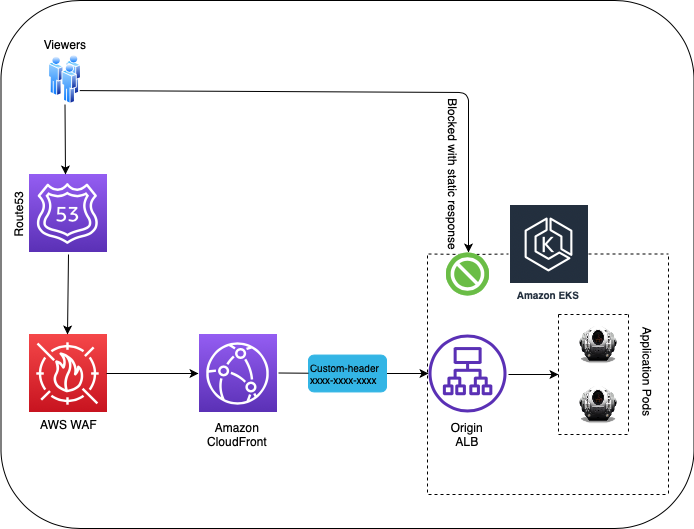 Viewers
Blocked with static response
Route53
53
K
Amazon EKS
Custom-header
xxxx-xxxx-xxxx
Application Pods
AWS WAF
Amazon
CloudFront
Origin
ALB